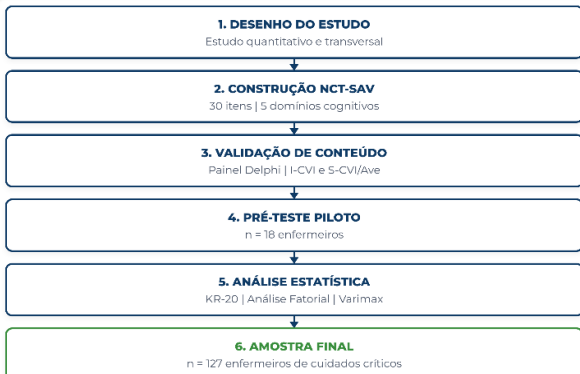 1. DESENHO DO ESTUDO
Estudo quantitativo e transversal
2. CONSTRUÇÃO NCT-SAV
30 itens | 5 domínios cognitivos
3. VALIDAÇÃO DE CONTEÚDO
Painel Delphi | I-CVI e S-CVI/Ave
4. PRÉ-TESTE PILOTO
n = 18 enfermeiros
5. ANÁLISE ESTATÍSTICA
KR-20 | Análise Fatorial | Varimax
6. AMOSTRA FINAL
n = 127 enfermeiros de cuidados críticos